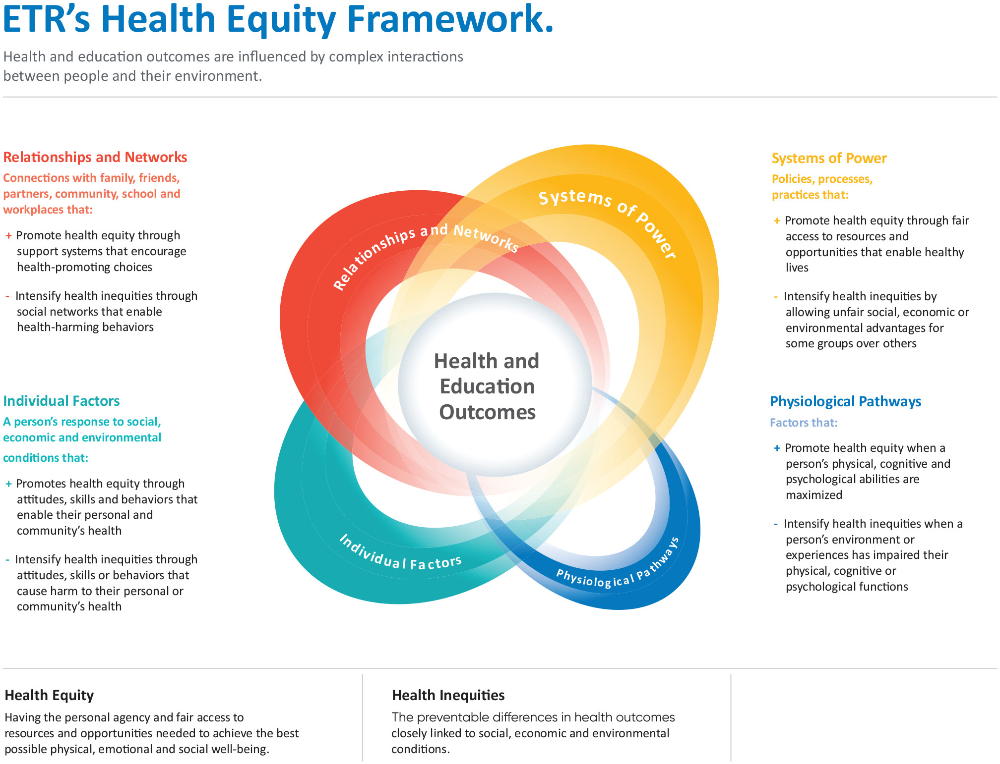 ETR’s Health Equity Framework.
Health and education outcomes are influenced by complex interactions
between people and their environment.
Relationships and Networks
Connections with family, friends,
partners, community, school and
workplaces that:
+ Promote health equity through
support systems that encourage
health-promoting choices
- Intensify health inequities through
social networks that enable
health-harming behaviors
Individual Factors
A person’s response to social,
economic and environmental
conditions that:
+ Promotes health equity through
attitudes, skills and behaviors that
enable their personal and
community’s health
- Intensify health inequities through
attitudes, skills or behaviors that
cause harm to their personal or
community’s health
Relationships and Networks
Systems of Power
Health and
Education
Outcomes
Individual Factors
Physiological Pathways
Systems of Power
Policies, processes,
practices that:
+ Promote health equity through fair
access to resources and
opportunities that enable healthy
lives
- Intensify health inequities by
allowing unfair social, economic or
environmental advantages for
some groups over others
Physiological Pathways
Factors that:
+ Promote health equity when a
person’s physical, cognitive and
psychological abilities are
maximized
- Intensify health inequities when a
person’s environment or
experiences has impaired their
physical, cognitive or
psychological functions
Health Equity
Having the personal agency and fair access to
resources and opportunities needed to achieve the best
possible physical, emotional and social well-being.
Health Inequities
The preventable differences in health outcomes
closely linked to social, economic and environmental
conditions.